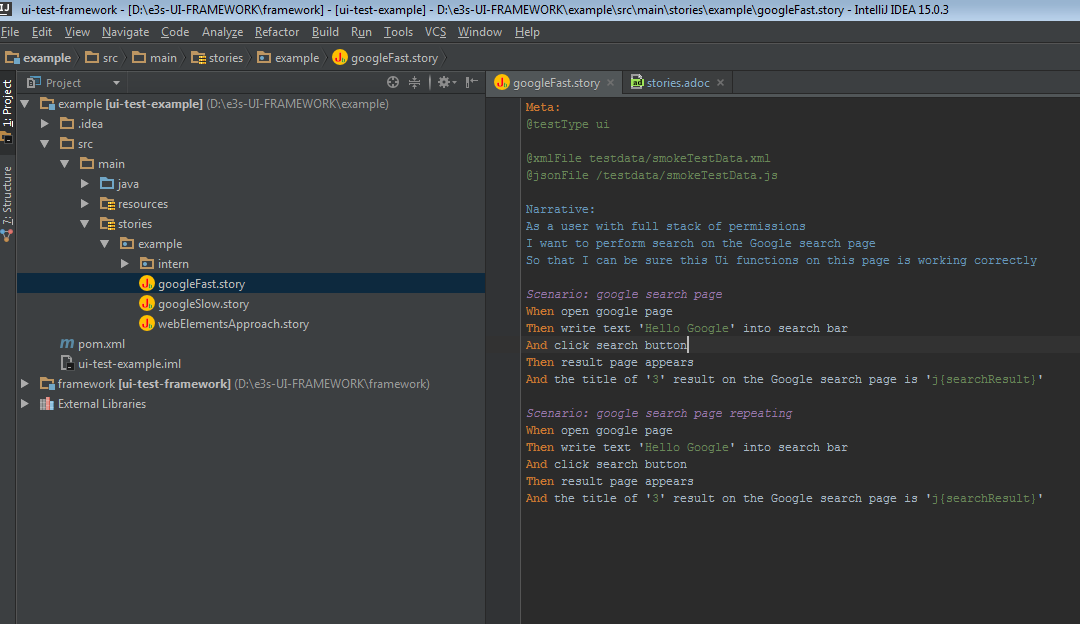 ui-test-framework - [D:\e3s-UI-FRAMEWORK\framework] - [ui-test-example] - D:\e3s-UI-FRAMEWORK\example\src\main\stories\example\googleFast.story - IntelliJ IDEA 15.0.3
File Edit View Navigate Code Analyze Refactor Build Run Tools VCS Window Help
example src main stories example googleFast.story
Project
googleFast.story stories.adoc
1: Project
7: Structure
example [ui-test-example] (D:\e3s-UI-FRAMEWORK\example)
.idea
src
main
java
resources
stories
example
intern
googleFast.story
googleSlow.story
webElementsApproach.story
pom.xml
ui-test-example.iml
framework [ui-test-framework] (D:\e3s-UI-FRAMEWORK\framework)
External Libraries
Meta:
@testType ui
@xmlFile testdata/smokeTestData.xml
@jsonFile /testdata/smokeTestData.js
Narrative:
As a user with full stack of permissions
I want to perform search on the Google search page
So that I can be sure this Ui functions on this page is working correctly
Scenario: google search page
When open google page
Then write text 'Hello Google' into search bar
And click search button
Then result page appears
And the title of '3' result on the Google search page is 'j{searchResult}'
Scenario: google search page repeating
When open google page
Then write text 'Hello Google' into search bar
And click search button
Then result page appears
And the title of '3' result on the Google search page is 'j{searchResult}'